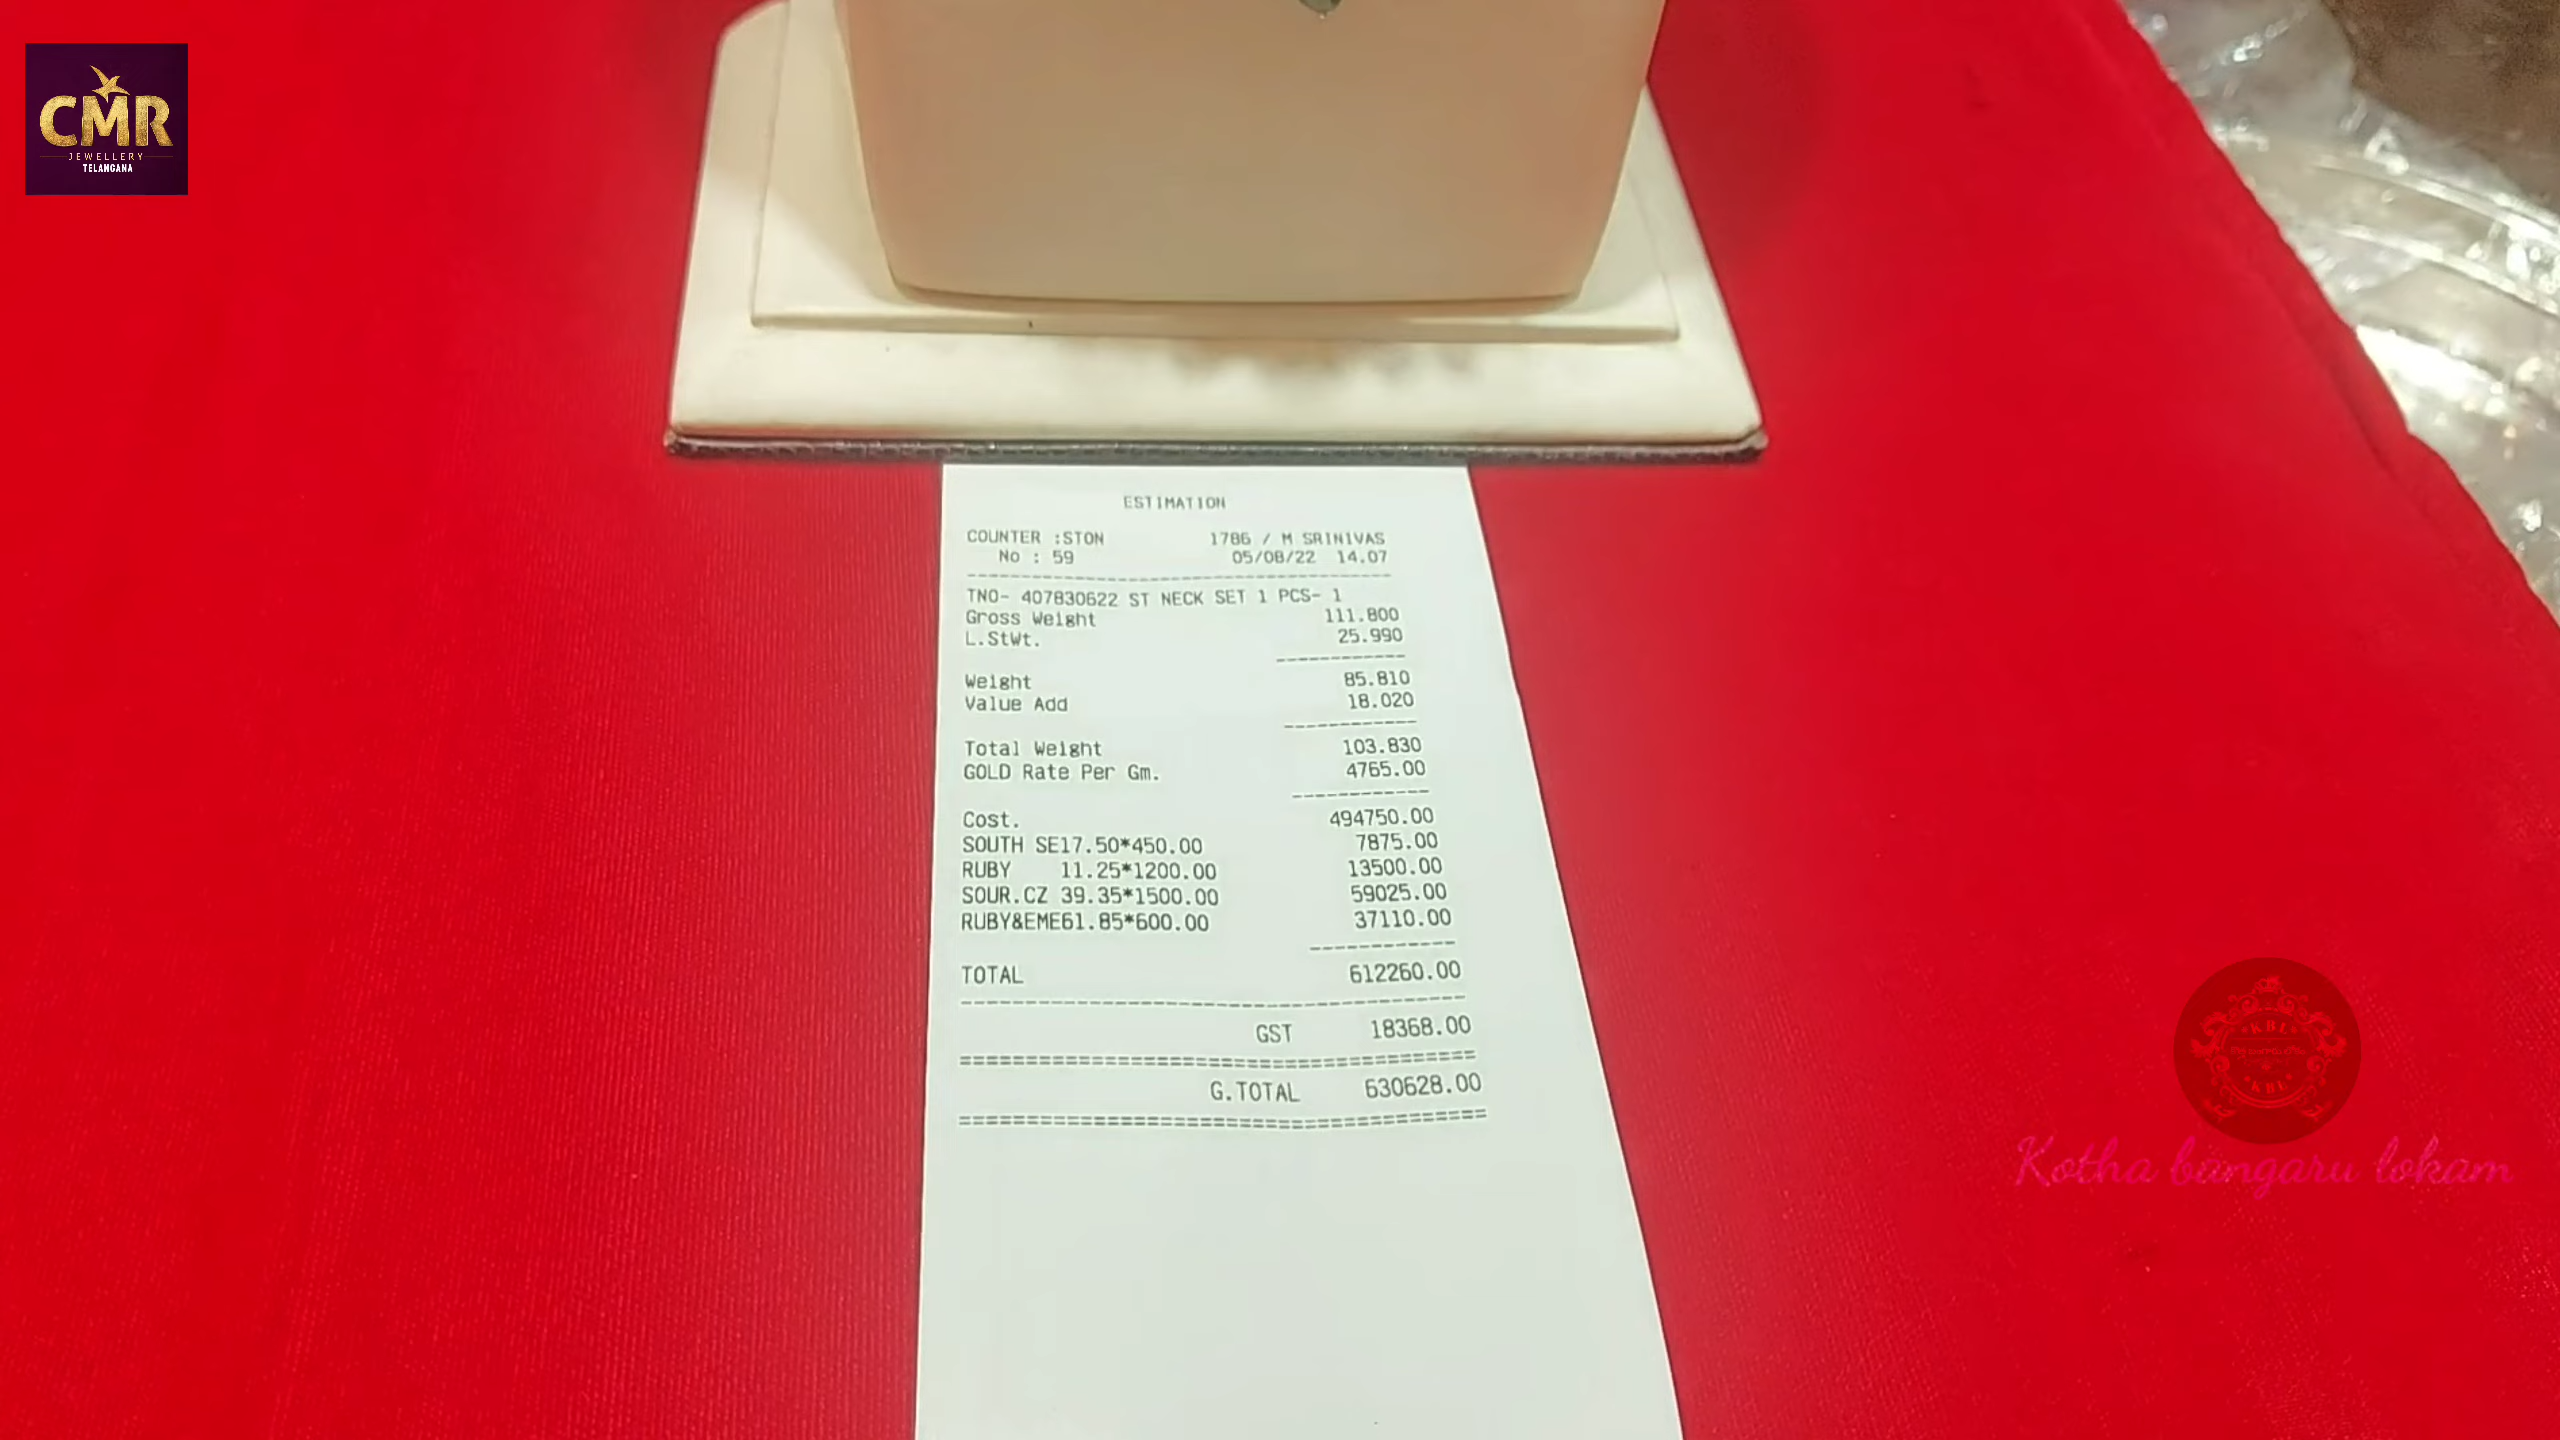 CMR
JEWELLERY
TELANGANA
ESTIMATION
COUNTER :STON 1786 / M SRINIVAS
No : 59 05/08/22 14.07
TNO- 407830622 ST NECK SET 1 PCS- 1
Gross Weight 111.800
L.StWt. 25.990
Weight 85.810
Value Add 18.020
Total Weight 103.830
GOLD Rate Per Gm. 4765.00
Cost. 494750.00
SOUTH SE17.50*450.00 7875.00
RUBY 11.25*1200.00 13500.00
SOUR.CZ 39.35*1500.00 59025.00
RUBY&EME61.85*600.00 37110.00
TOTAL 612260.00
GST 18368.00
G.TOTAL 630628.00
KBL
KBL
Kotha bangaru lokam